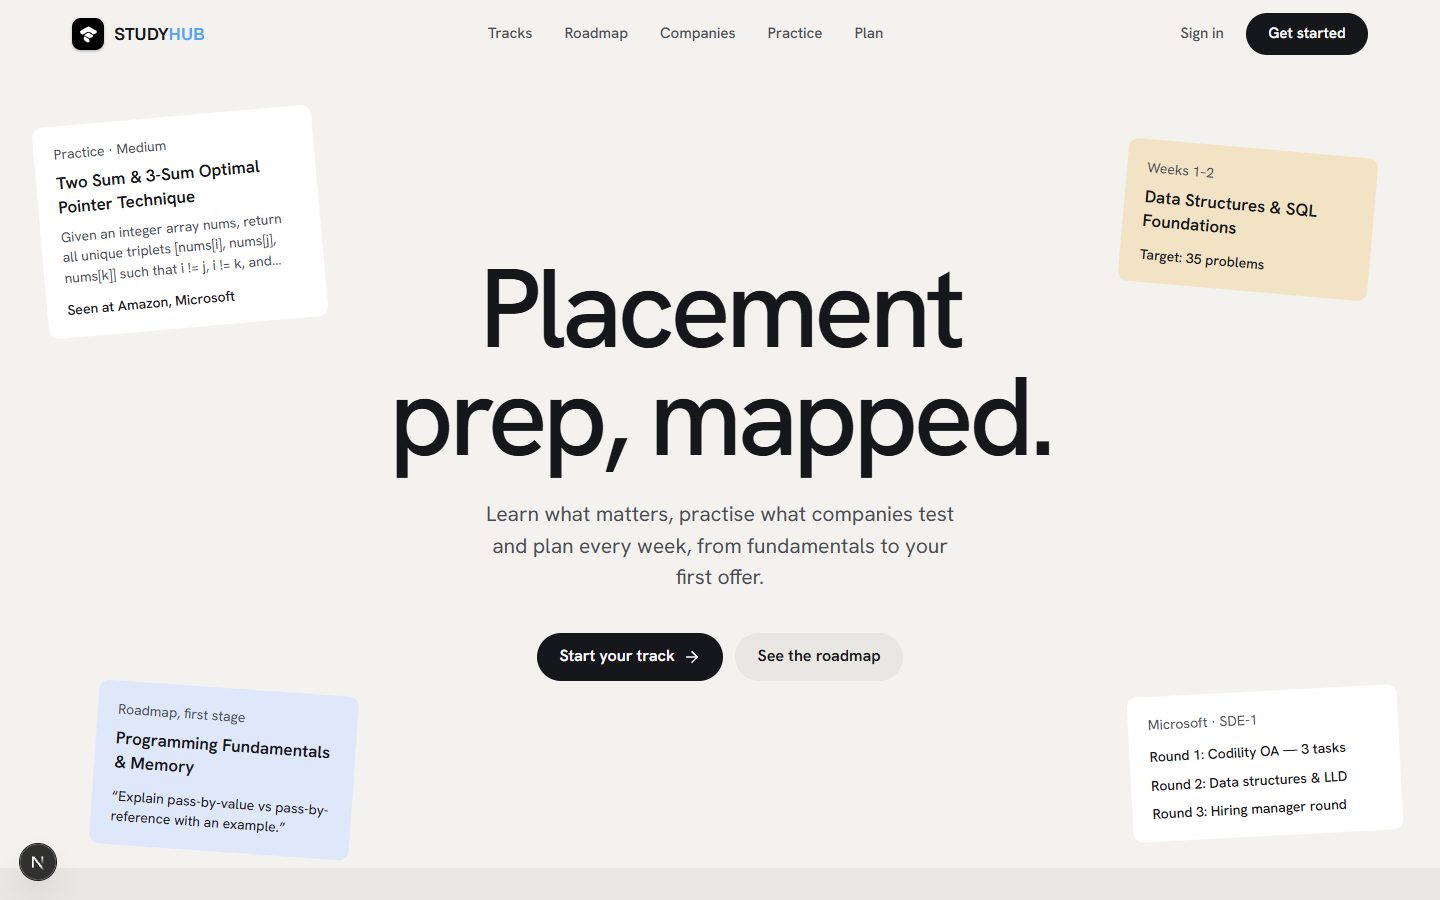 STUDYHUB
Tracks
Roadmap
Companies
Practice
Plan
Sign in
Get started
Practice · Medium
Two Sum & 3-Sum Optimal
Pointer Technique
Given an integer array nums, return
all unique triplets [nums[i], nums[j],
nums[k]] such that i != j, i != k, and...
Seen at Amazon, Microsoft
Weeks 1–2
Data Structures & SQL
Foundations
Target: 35 problems
Placement
prep, mapped.
Learn what matters, practise what companies test
and plan every week, from fundamentals to your
first offer.
Start your track →
See the roadmap
Roadmap, first stage
Programming Fundamentals
& Memory
“Explain pass-by-value vs pass-by-
reference with an example.”
Microsoft · SDE-1
Round 1: Codility OA — 3 tasks
Round 2: Data structures & LLD
Round 3: Hiring manager round
N